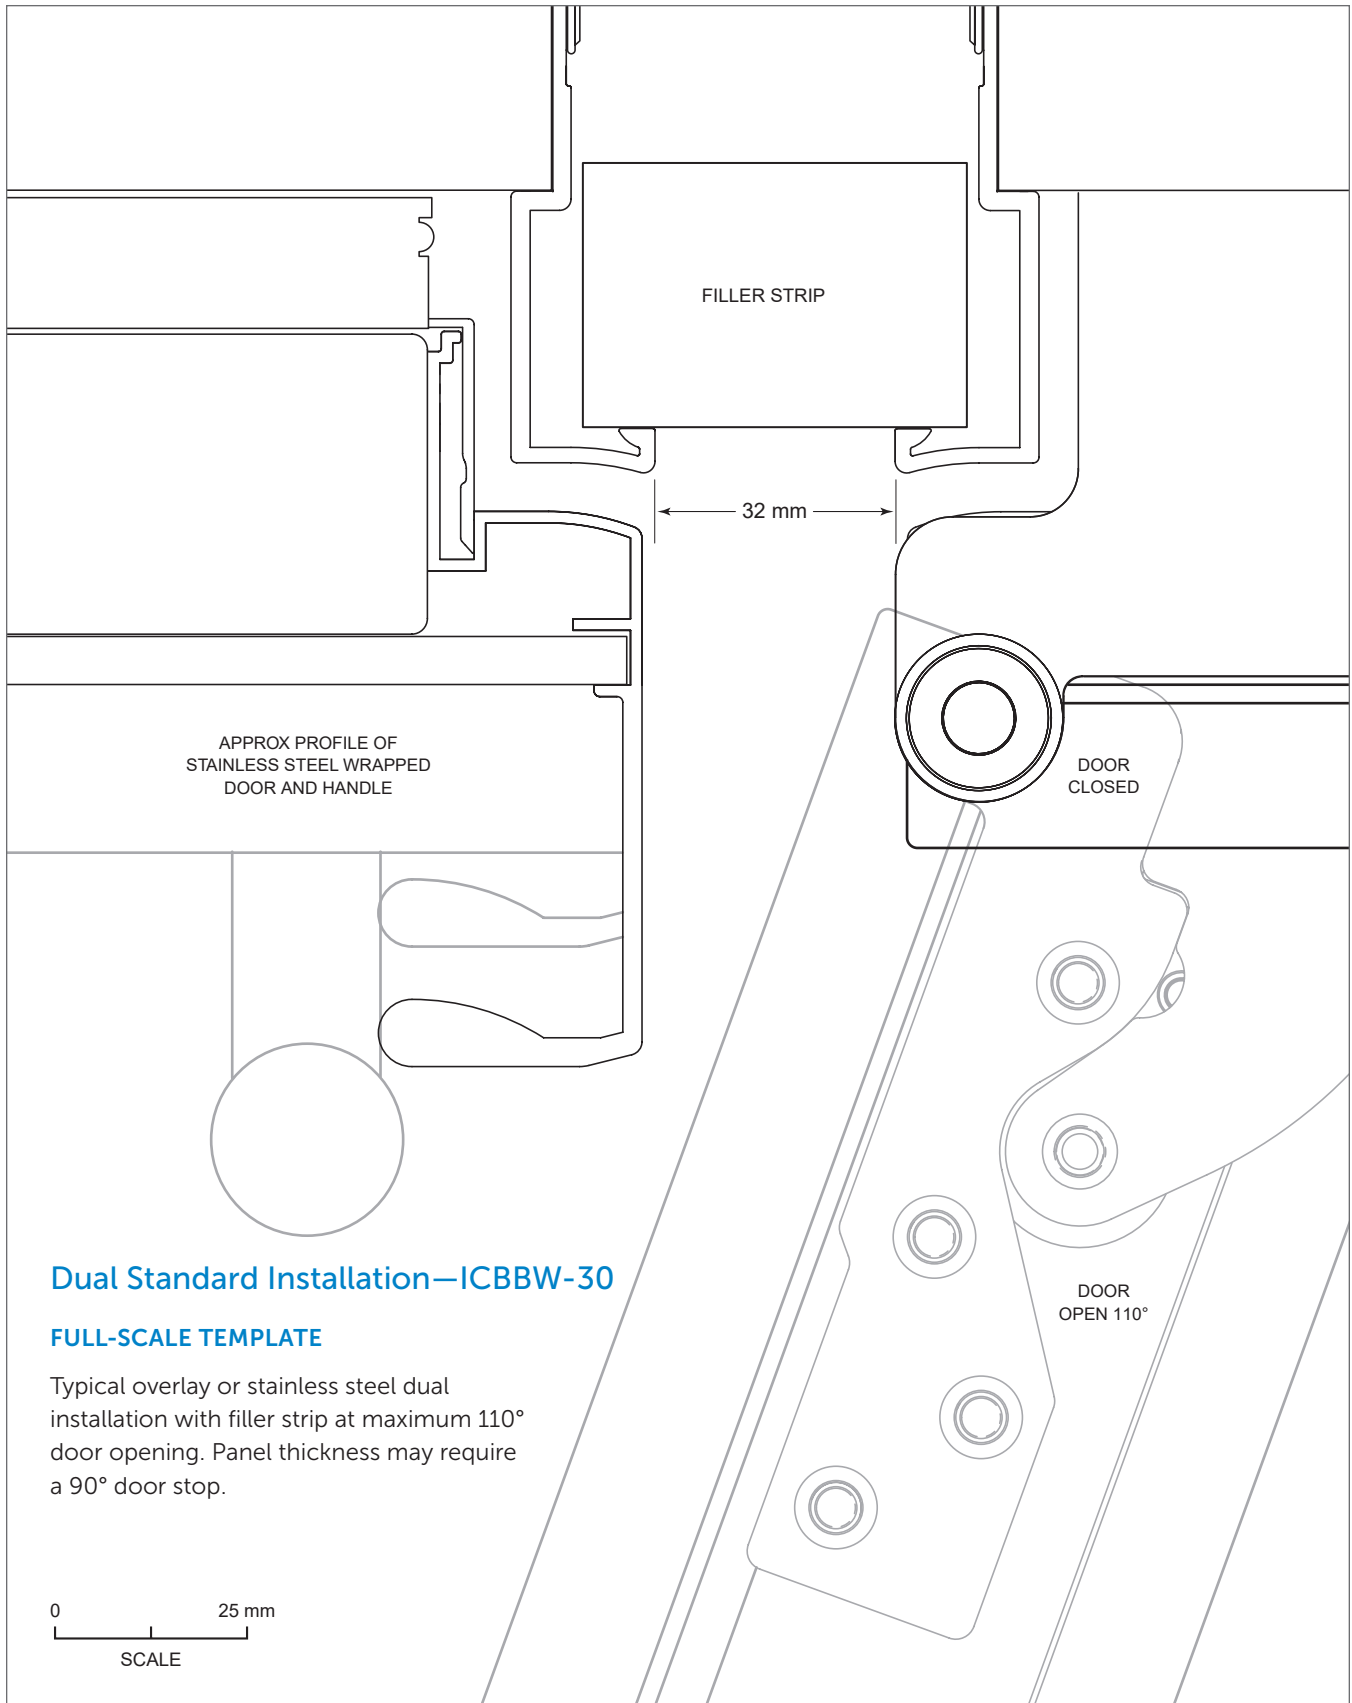 FILLER STRIP
32 mm
APPROX PROFILE OF
STAINLESS STEEL WRAPPED
DOOR AND HANDLE
DOOR
CLOSED
Dual Standard Installation—ICBBW-30
FULL-SCALE TEMPLATE
DOOR
OPEN 110°
Typical overlay or stainless steel dual
installation with filler strip at maximum 110°
door opening. Panel thickness may require
a 90° door stop.
0 25 mm
SCALE